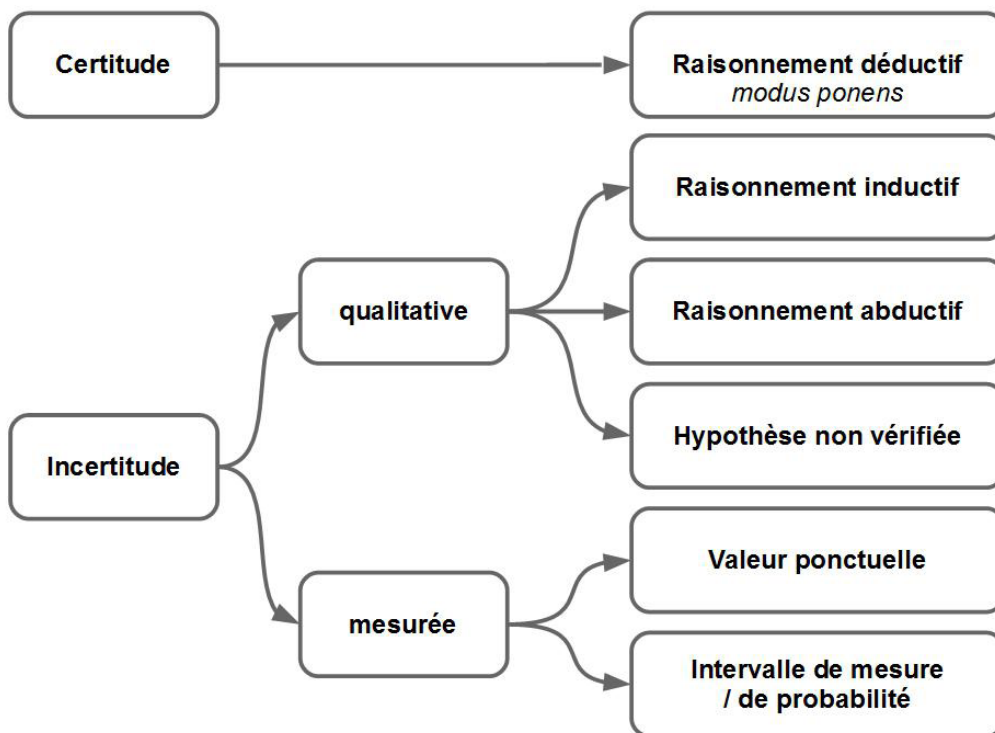 Certitude
Raisonnement déductif
modus ponens
Raisonnement inductif
qualitative
Raisonnement abductif
Hypothèse non vérifiée
Incertitude
Valeur ponctuelle
mesurée
Intervalle de mesure
/ de probabilité